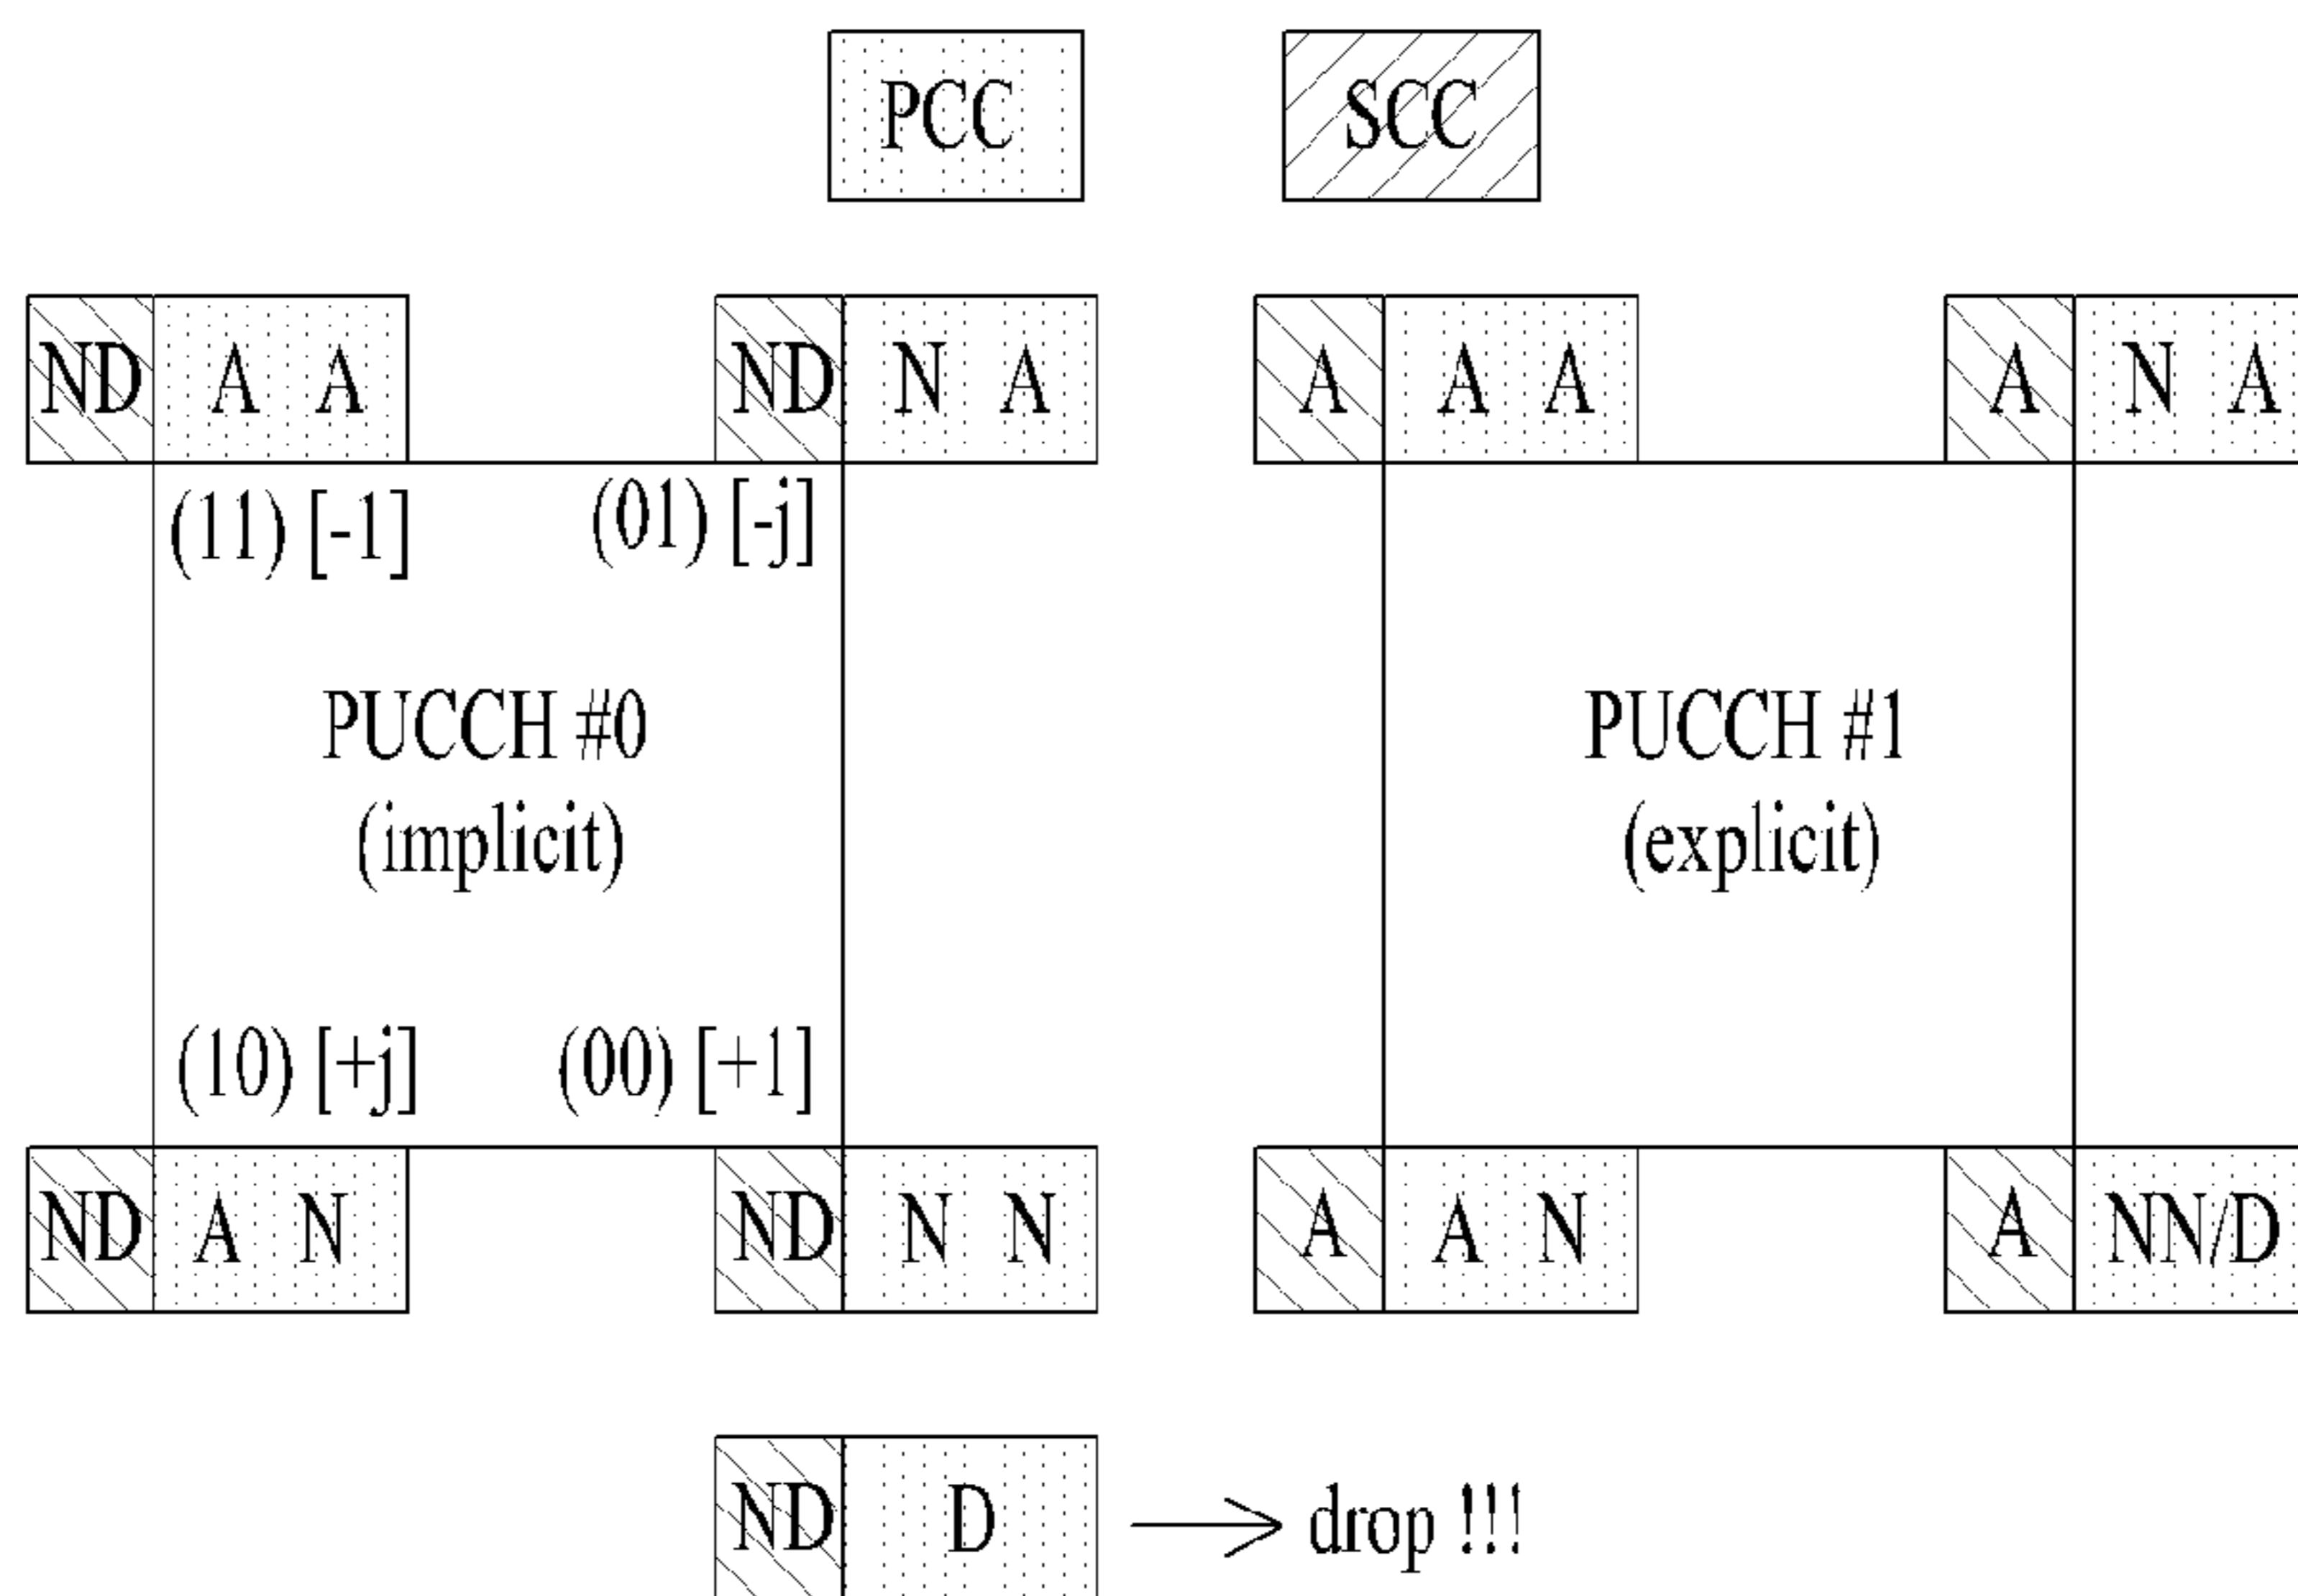 PCC SCC
ND A A ND N A A A A A N A
(11) [-1] (01) [-j]
PUCCH #0 PUCCH #1
(implicit) (explicit)
(10) [+j] (00) [+1]
ND A N ND N N A A N A NN/D
ND D drop !!!